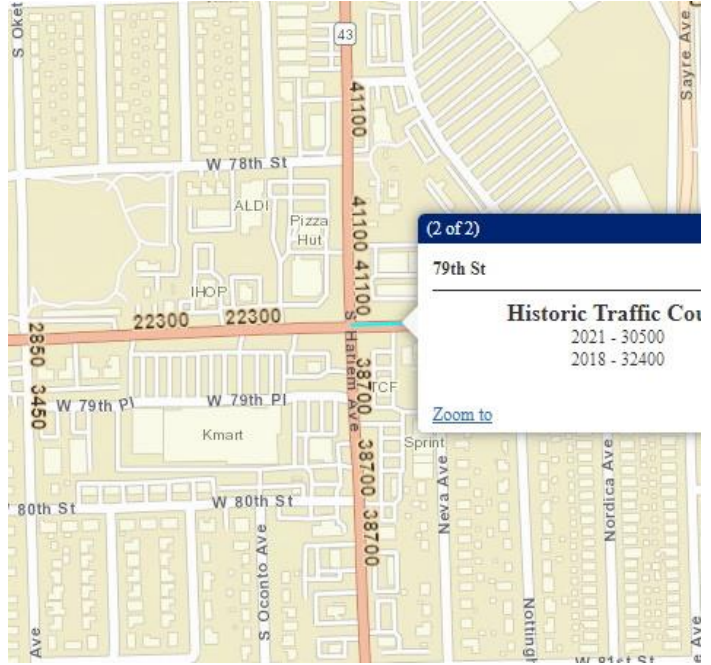 S Oket
43
Sayre Ave
41100
W 78th St
ALDI
Pizza
Hut
41100
41100
IHOP
22300
22300
S Harlem Ave
(2 of 2)
79th St
Historic Traffic Cou
2021 - 30500
2018 - 32400
Zoom to
2850
3450
W 79th Pl
W 79th Pl
Kmart
38700
TCF
Sprint
38700
38700
80th St
W 80th St
S Oconto Ave
Neva Ave
Nordica Ave
Ave
Notting
W 81st St